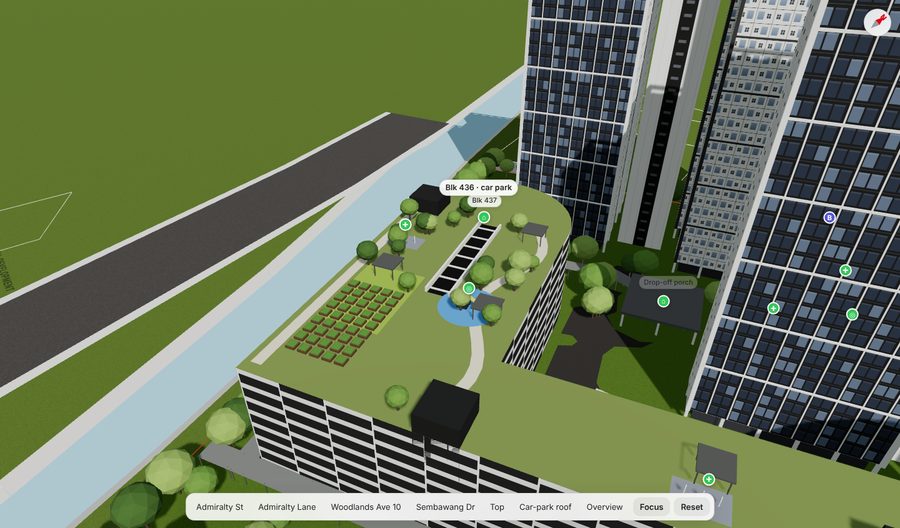 B
Blk 436 · car park
Blk 437
Drop-off porch
Admiralty St
Admiralty Lane
Woodlands Ave 10
Sembawang Dr
Top
Car-park roof
Overview
Focus
Reset